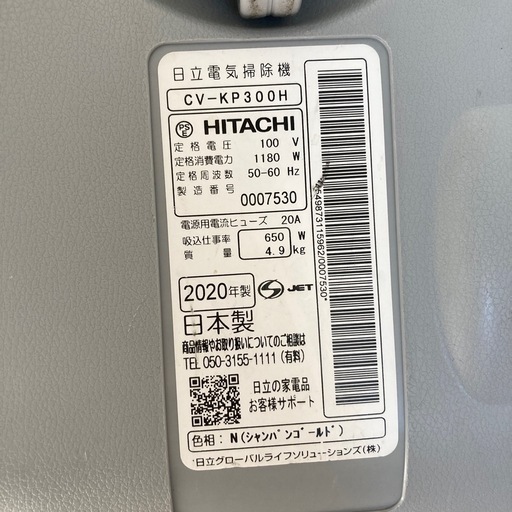 日立電気掃除機
CV-KP300H
PSE HITACHI
定格電圧 100 V
定格消費電力 1180 W
定格周波数 50-60 Hz
製造番号 0007530
電源用電流ヒューズ 20A
吸込仕事率 650 W
質量 4.9 kg
2020年製 S JET
日本製
商品情報やお取り扱いについてのご相談は
TEL 050-3155-1111 (有料)
日立の家電品
お客様サポート
色相: N(シャンパンゴールド)
日立グローバルライフソリューションズ(株)